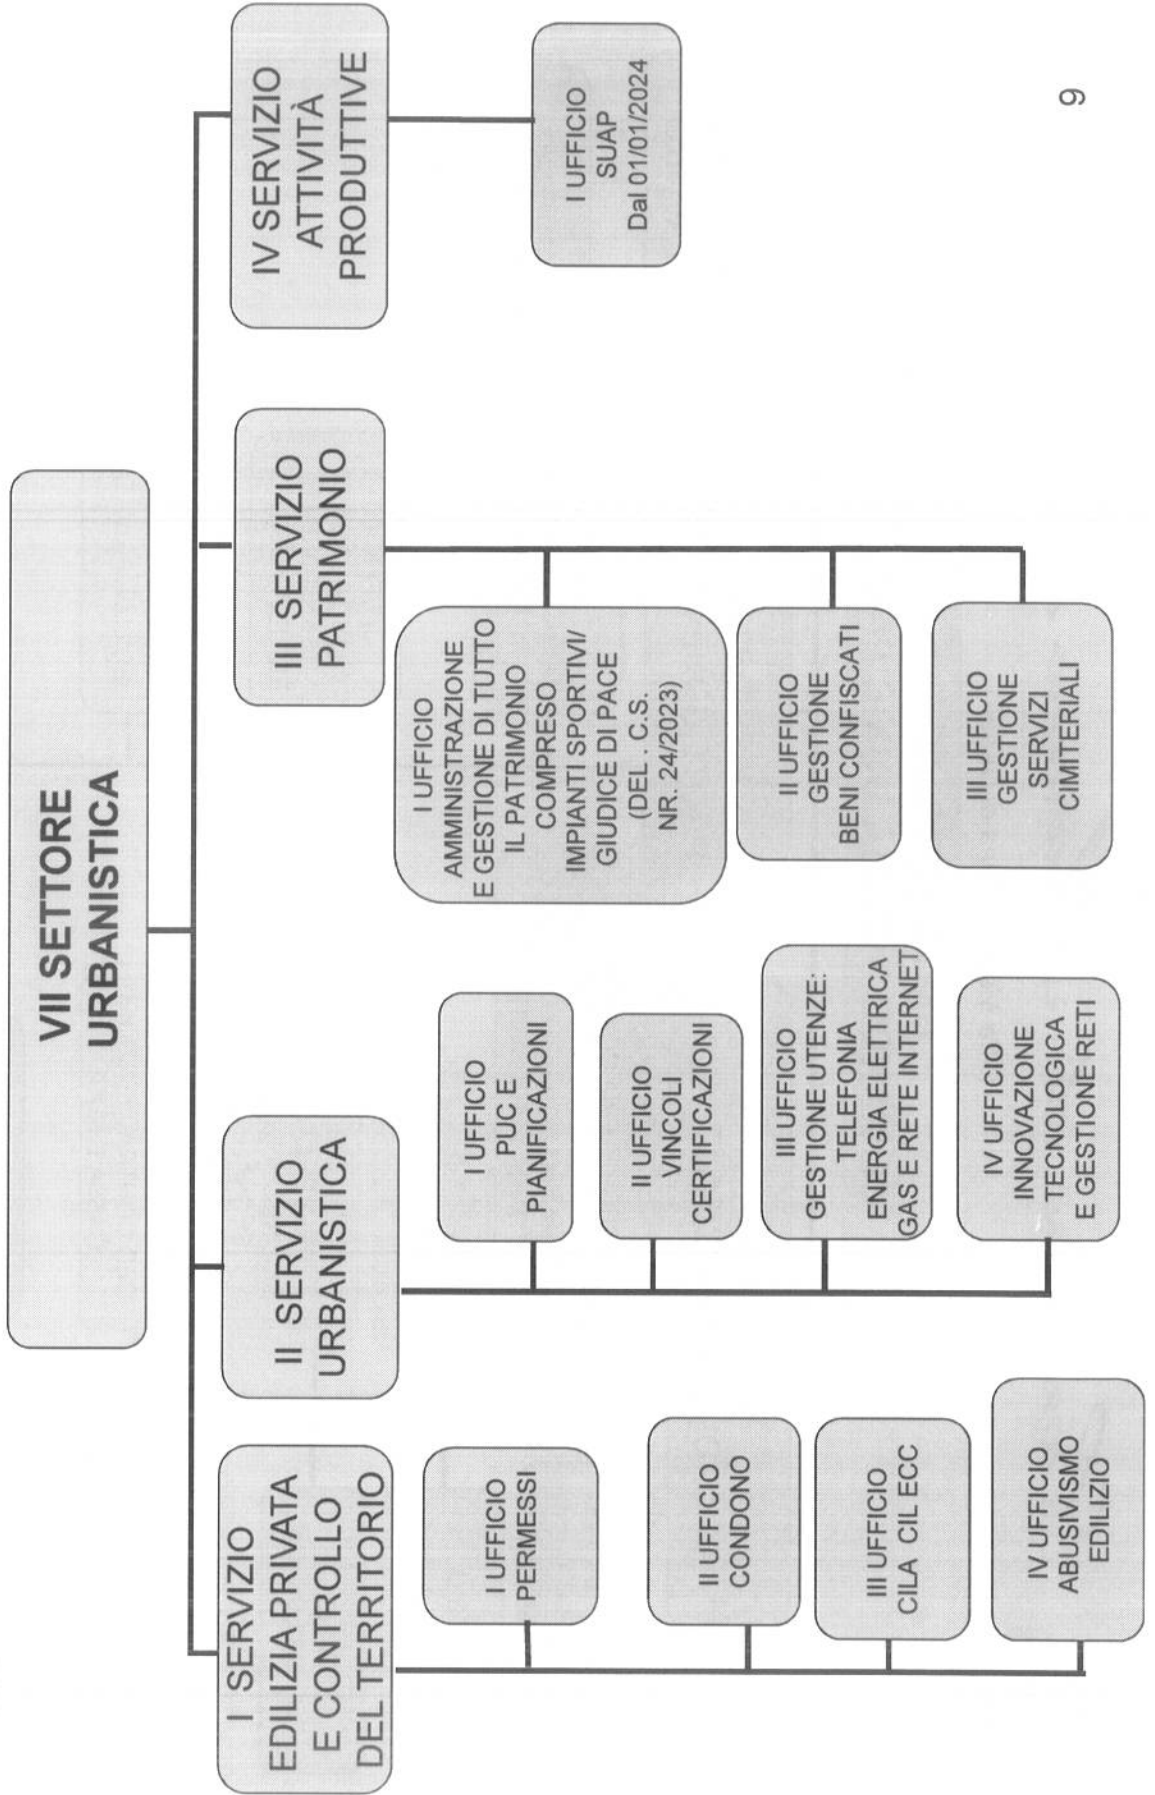 VII SETTORE
URBANISTICA
I SERVIZIO
EDILIZIA PRIVATA
E CONTROLLO
DEL TERRITORIO
I UFFICIO
PERMESSI
II UFFICIO
CONDONO
III UFFICIO
CILA CIL ECC
IV UFFICIO
ABUSIVISMO
EDILIZIO
II SERVIZIO
URBANISTICA
I UFFICIO
PUC E
PIANIFICAZIONI
II UFFICIO
VINCOLI
CERTIFICAZIONI
III UFFICIO
GESTIONE UTENZE:
TELEFONIA
ENERGIA ELETTRICA
GAS E RETE INTERNET
IV UFFICIO
INNOVAZIONE
TECNOLOGICA
E GESTIONE RETI
III SERVIZIO
PATRIMONIO
I UFFICIO
AMMINISTRAZIONE
E GESTIONE DI TUTTO
IL PATRIMONIO
COMPRESO
IMPIANTI SPORTIVI/
GIUDICE DI PACE
(DEL . C.S.
NR. 24/2023)
II UFFICIO
GESTIONE
BENI CONFISCATI
III UFFICIO
GESTIONE
SERVIZI
CIMITERIALI
IV SERVIZIO
ATTIVITÀ
PRODUTTIVE
I UFFICIO
SUAP
Dal 01/01/2024
9